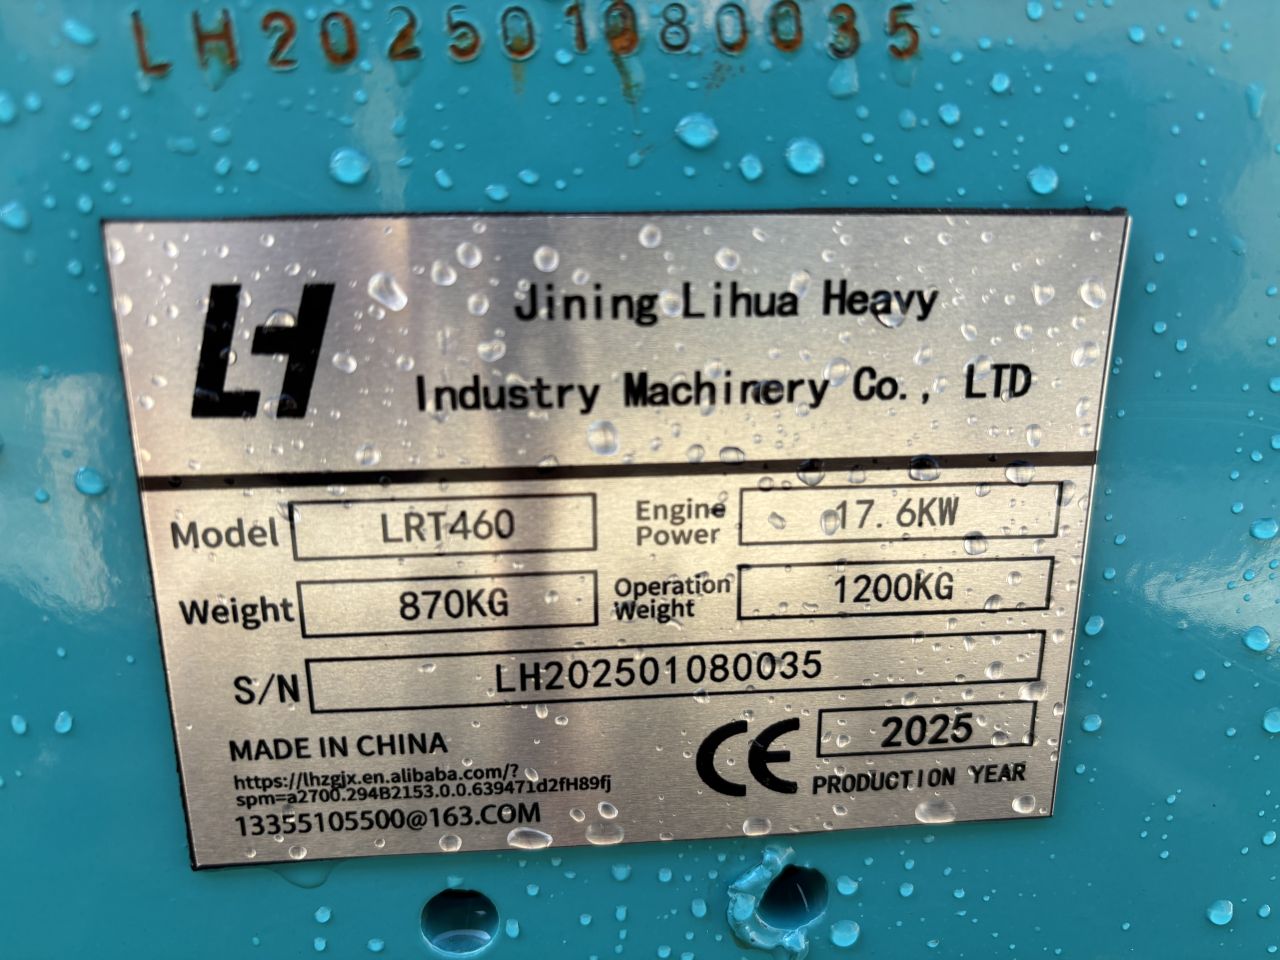 LH202501080035
LH
Jining Lihua Heavy
Industry Machinery Co., LTD
Model LRT460
Engine Power 17.6KW
Weight 870KG
Operation Weight 1200KG
S/N LH202501080035
MADE IN CHINA
https://lhzgjx.en.alibaba.com/?
spm=a2700.294B2153.0.0.639471d2fH89fj
13355105500@163.COM
CE
2025
PRODUCTION YEAR